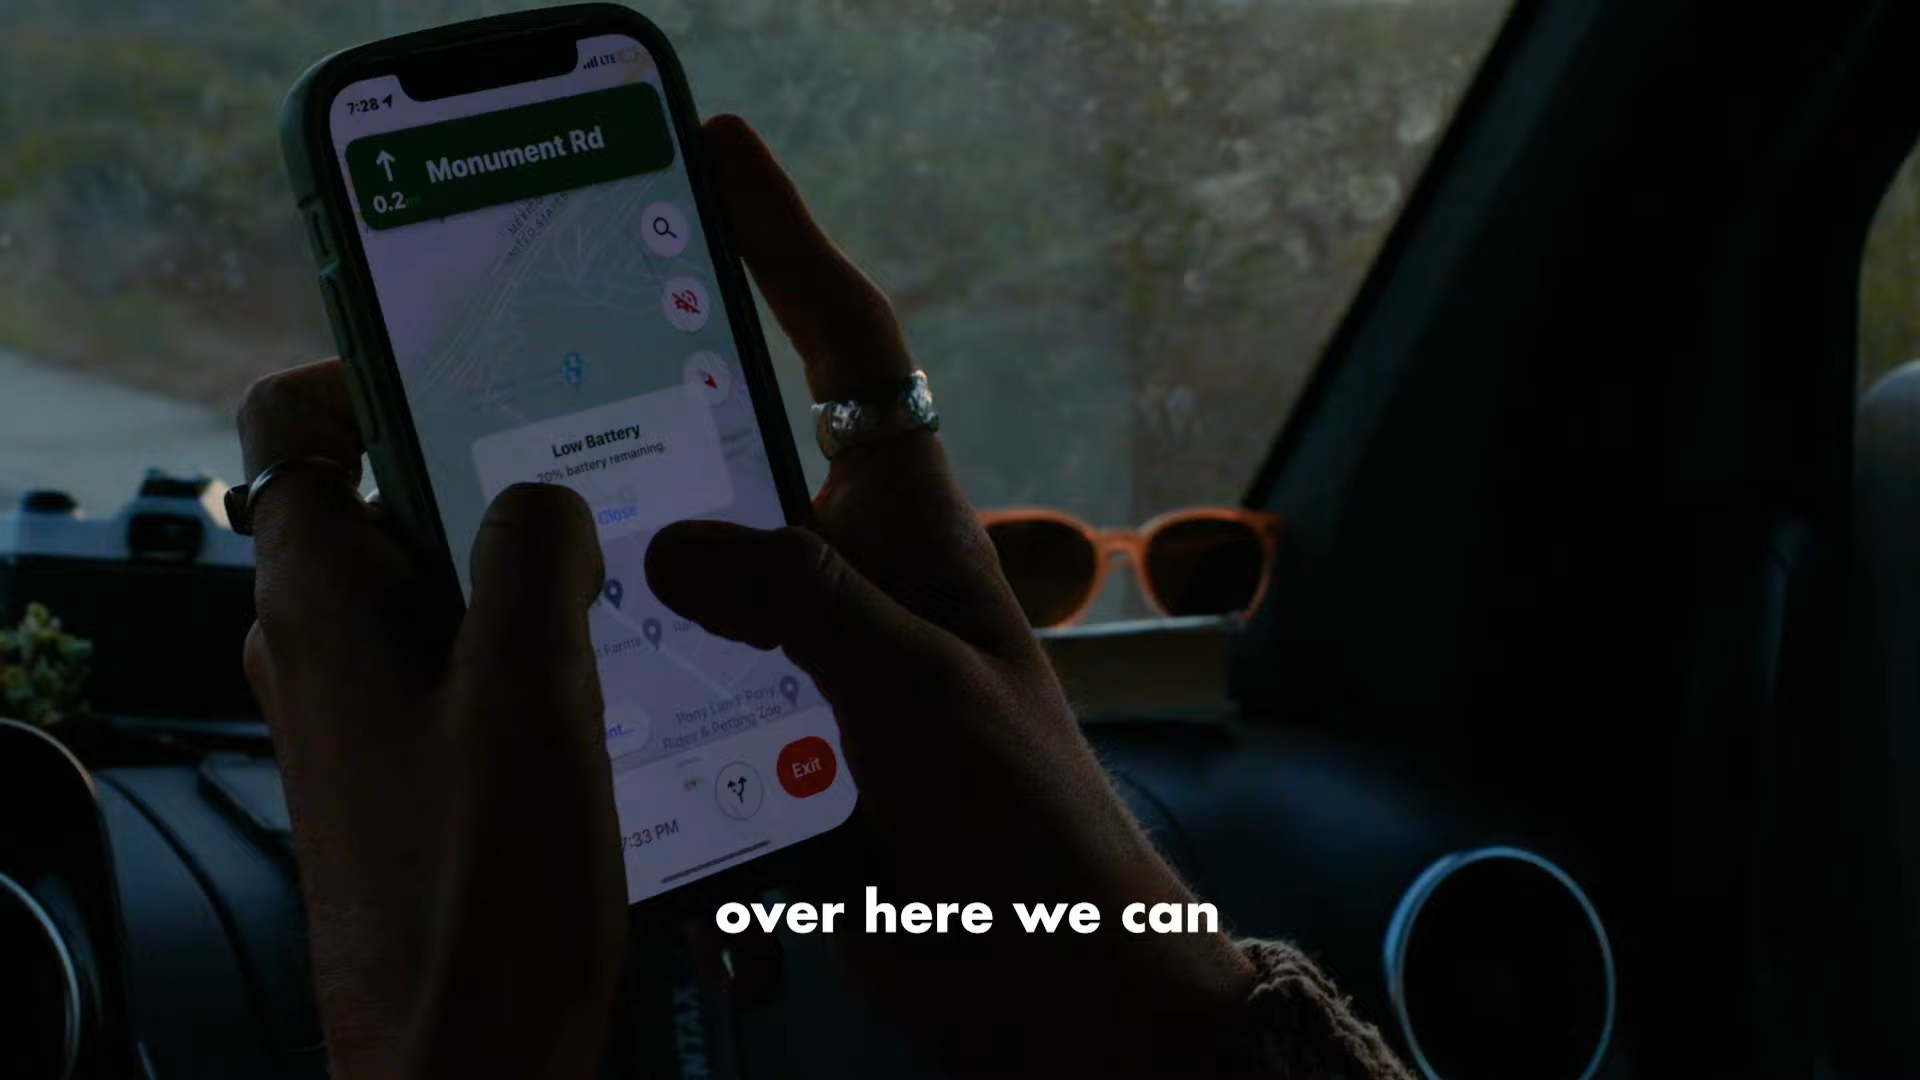 7:28
LTE
Monument Rd
0.2
Low Battery
20% battery remaining.
Close
Farms
Pony Land-Pony
Rides & Petting Zoo
Exit
7:33 PM
over here we can
NTAX